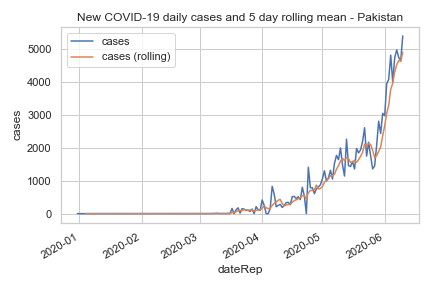 New COVID-19 daily cases and 5 day rolling mean - Pakistan
cases
cases (rolling)
5000
4000
3000
2000
1000
0
cases
2020-01
2020-02
2020-03
2020-04
2020-05
2020-06
dateRep